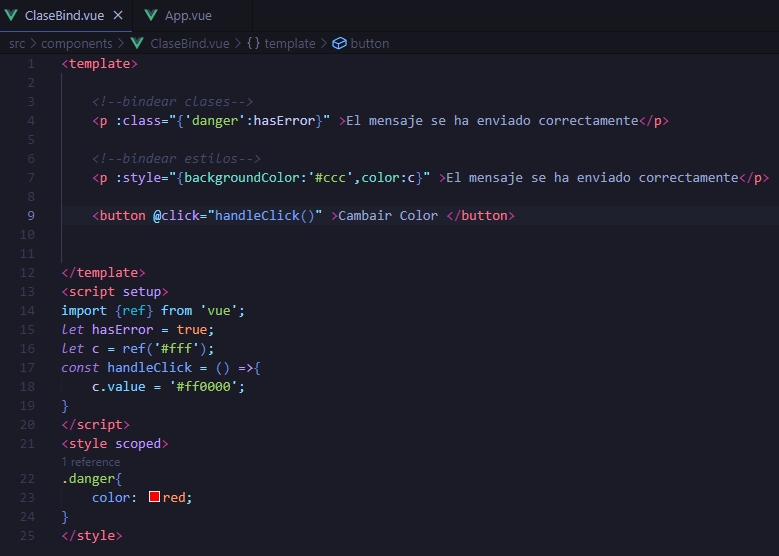 ClaseBind.vue × App.vue
src > components > ClaseBind.vue > {} template > button
1 <template>
2
3 <!--bindear clases-->
4 <p :class="{'danger':hasError}" >El mensaje se ha enviado correctamente</p>
5
6 <!--bindear estilos-->
7 <p :style="{backgroundColor:'#ccc',color:c}" >El mensaje se ha enviado correctamente</p>
8
9 <button @click="handleClick()" >Cambair Color </button>
10
11
12 </template>
13 <script setup>
14 import {ref} from 'vue';
15 let hasError = true;
16 let c = ref('#fff');
17 const handleClick = () =>{
18 c.value = '#ff0000';
19 }
20 </script>
21 <style scoped>
1 reference
22 .danger{
23 color: red;
24 }
25 </style>